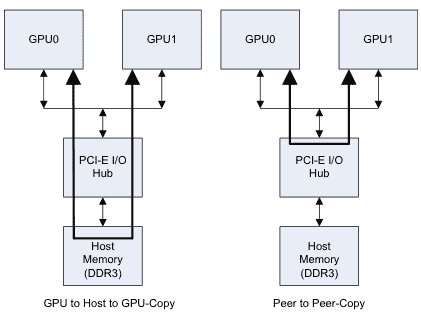 GPU0
GPU1
PCI-E I/O
Hub
Host
Memory
(DDR3)
GPU to Host to GPU-Copy
GPU0
GPU1
PCI-E I/O
Hub
Host
Memory
(DDR3)
Peer to Peer-Copy